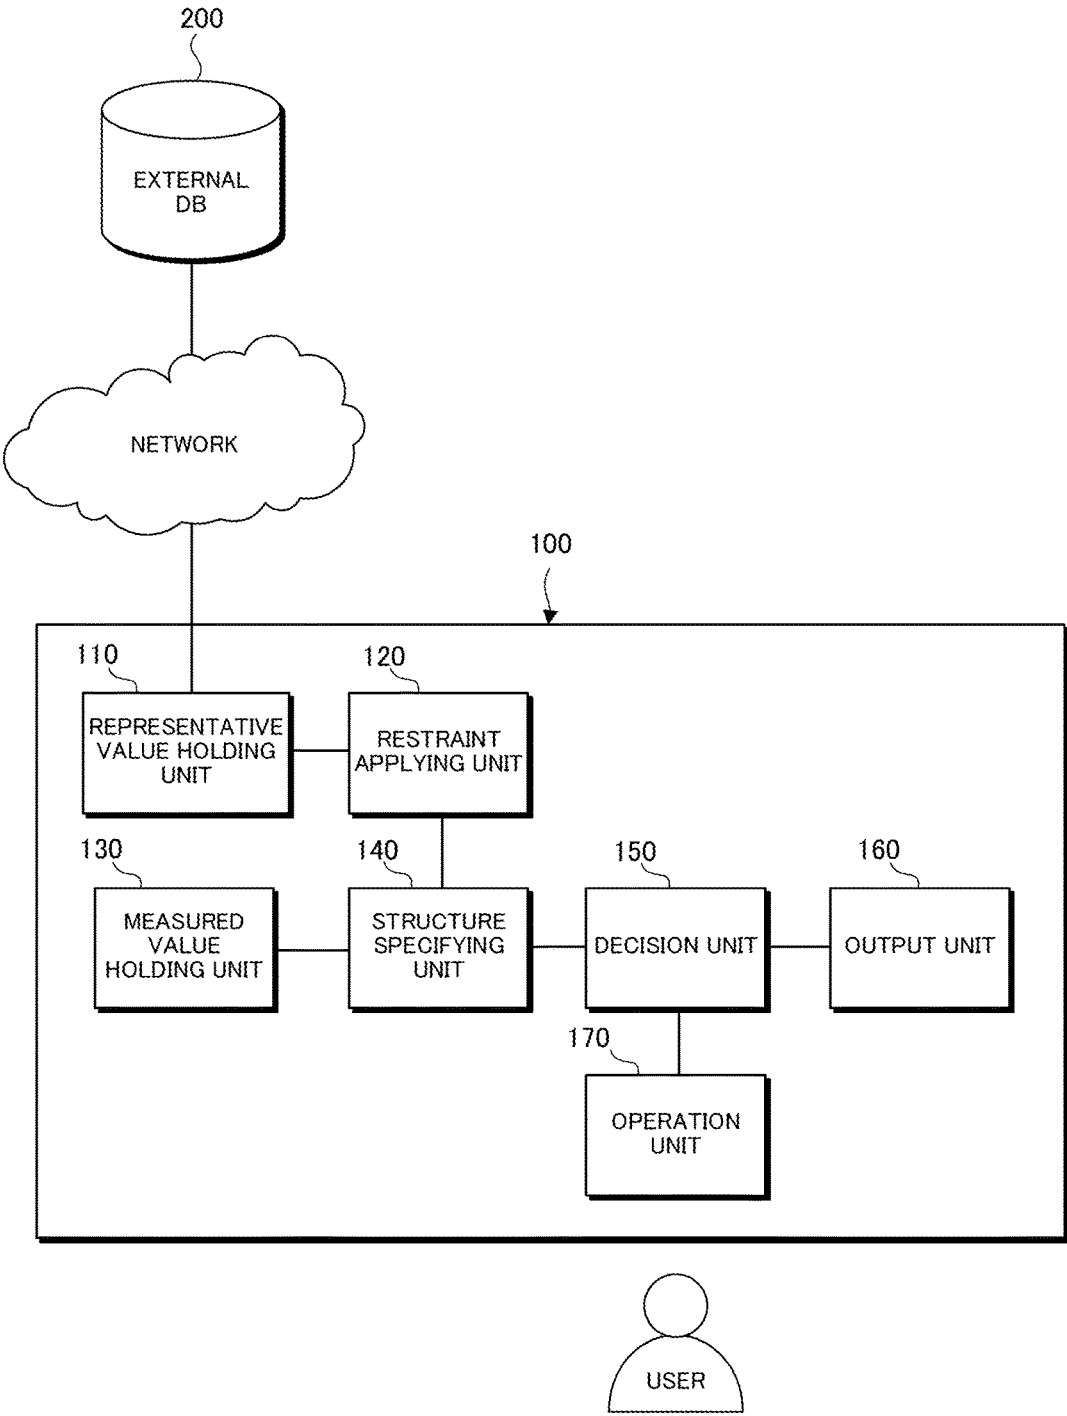 200
EXTERNAL
DB
NETWORK
100
110
REPRESENTATIVE
VALUE HOLDING
UNIT
120
RESTRAINT
APPLYING UNIT
130
MEASURED
VALUE
HOLDING UNIT
140
STRUCTURE
SPECIFYING
UNIT
150
DECISION UNIT
160
OUTPUT UNIT
170
OPERATION
UNIT
USER